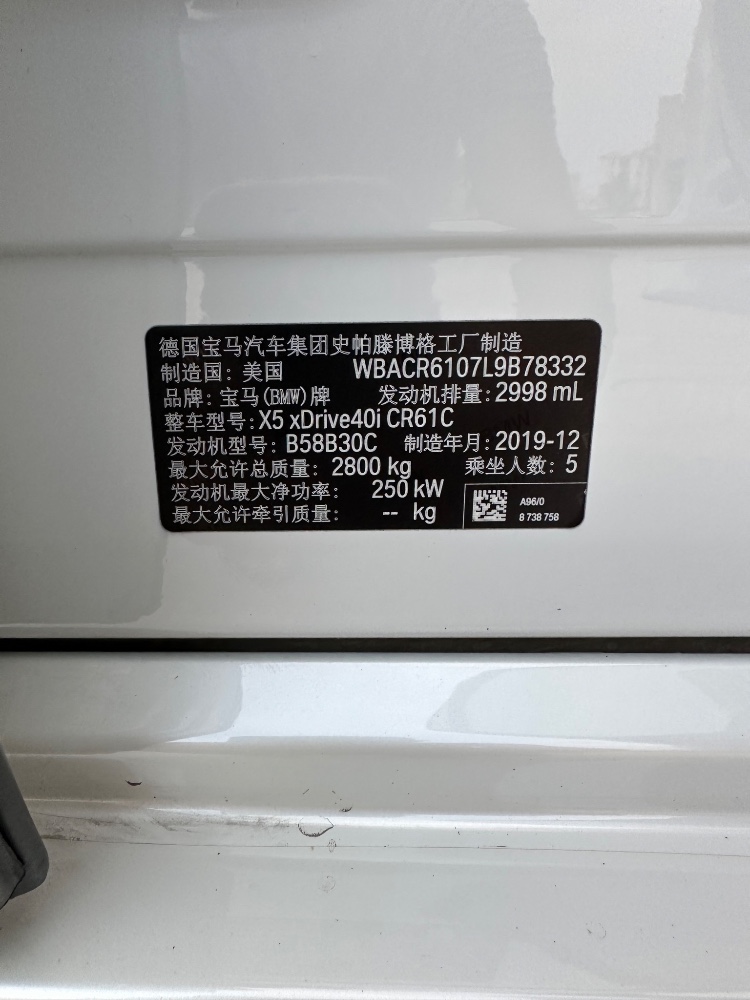 德国宝马汽车集团史帕滕博格工厂制造
制造国：美国 WBACR6107L9B78332
品牌：宝马(BMW)牌 发动机排量：2998 mL
整车型号：X5 xDrive40i CR61C
发动机型号：B58B30C 制造年月：2019-12
最大允许总质量：2800 kg 乘坐人数：5
发动机最大净功率： 250 kW
最大允许牵引质量： -- kg
A96/0
8 738 758